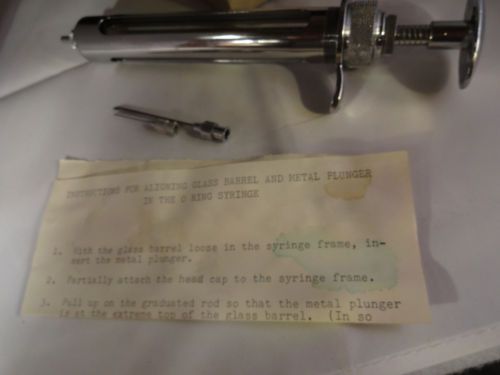 INSTRUCTIONS FOR ALIGNING GLASS BARREL AND METAL PLUNGER
IN THE O RING SYRINGE
1. With the glass barrel loose in the syringe frame, in-
sert the metal plunger.
2. Partially attach the head cap to the syringe frame.
3. Pull up on the graduated rod so that the metal plunger
is at the extreme top of the glass barrel. (In so